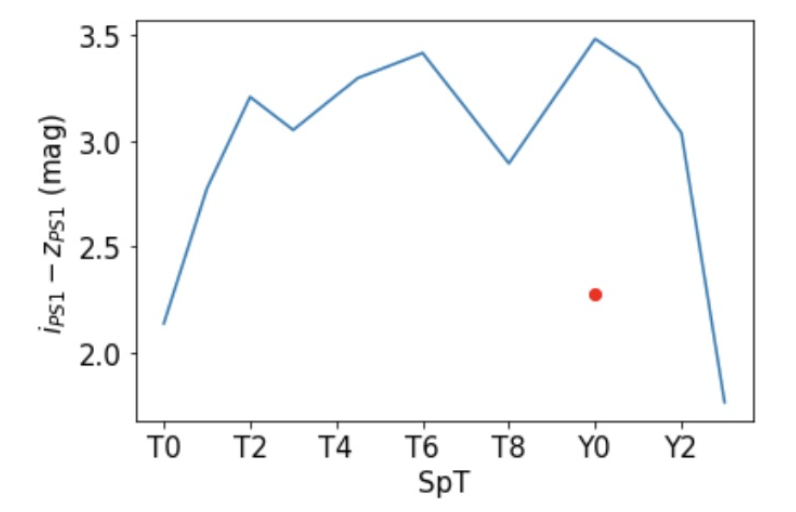 3.5
3.0
2.5
2.0
i_PS1 − z_PS1 (mag)
T0 T2 T4 T6 T8 Y0 Y2
SpT